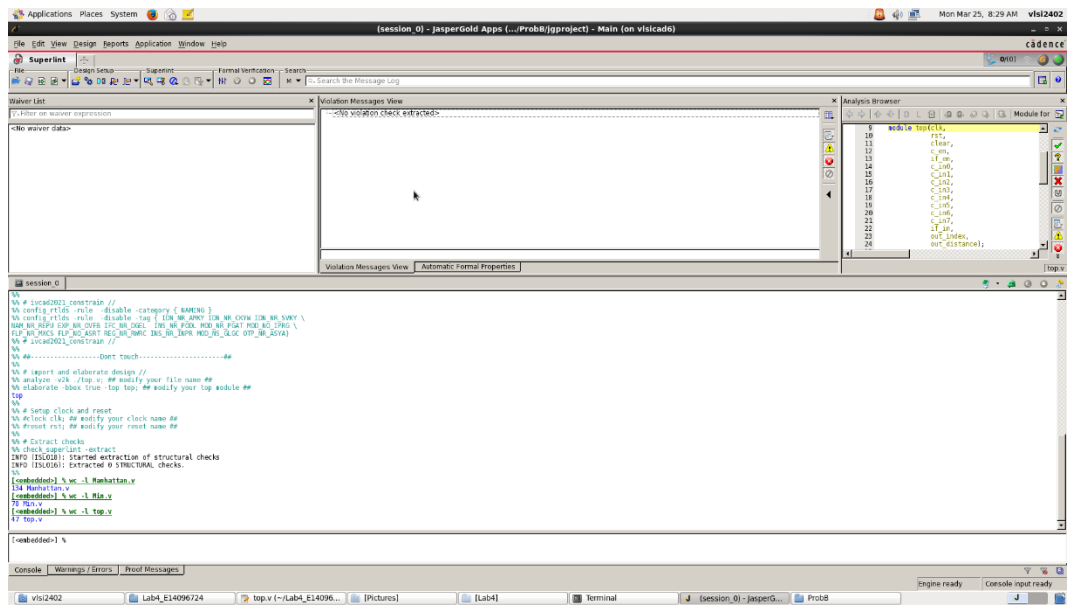 Applications Places System Mon Mar 25, 8:29 AM vlsi2402
(session_0) - JasperGold Apps (.../ProbB/jgproject) - Main (on vlsicad6)
File Edit View Design Reports Application Window Help cādence
Superlint 0/(0)
File Design Setup Superlint Formal Verification Search
Search the Message Log
Waiver List Violation Messages View Analysis Browser
Filter on waiver expression <No violation check extracted> Module for
<No waiver data>
9 module top(clk,
10 rst,
11 clear,
12 c_en,
13 if_en,
14 c_in0,
15 c_in1,
16 c_in2,
17 c_in3,
18 c_in4,
19 c_in5,
20 c_in6,
21 c_in7,
22 if_in,
23 out_index,
24 out_distance);
Violation Messages View Automatic Formal Properties top.v
session_0
%%
%% # ivcad2021_constrain //
%% config_rtlds -rule -disable -category { NAMING }
%% config_rtlds -rule -disable -tag { IDN_NR_AMKY IDN_NR_CKYW IDN_NR_SVKY \
NAM_NR_REPU EXP_NR_OVFB IFC_NR_DGEL INS_NR_PODL MOD_NR_PGAT MOD_NO_IPRG \
FLP_NR_MXCS FLP_NO_ASRT REG_NR_RWRC INS_NR_INPR MOD_NS_GLGC OTP_NR_ASYA}
%% # ivcad2021_constrain //
%%
%% ##------------------Dont touch----------------------##
%%
%% # import and elaborate design //
%% analyze -v2k ./top.v; ## modify your file name ##
%% elaborate -bbox true -top top; ## modify your top module ##
top
%%
%% # Setup clock and reset
%% #clock clk; ## modify your clock name ##
%% #reset rst; ## modify your reset name ##
%%
%% # Extract checks
%% check_superlint -extract
INFO (ISL018): Started extraction of structural checks
INFO (ISL016): Extracted 0 STRUCTURAL checks.
%%
[<embedded>] % wc -l Manhattan.v
134 Manhattan.v
[<embedded>] % wc -l Min.v
78 Min.v
[<embedded>] % wc -l top.v
47 top.v
[<embedded>] %
Console Warnings / Errors Proof Messages
Engine ready Console input ready
vlsi2402 Lab4_E14096724 top.v (~/Lab4_E14096... [Pictures] [Lab4] Terminal (session_0) - JasperG... ProbB